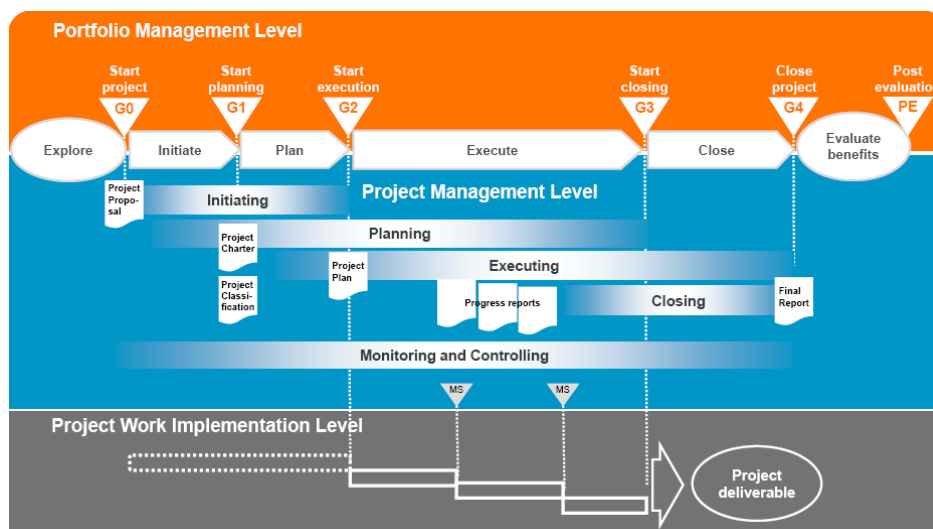 Portfolio Management Level
Start
project
Start
planning
Start
execution
Start
closing
Close
project
Post
evaluation
G0
G1
G2
G3
G4
PE
Explore
Initiate
Plan
Execute
Close
Evaluate
benefits
Project Management Level
Project
Propo-
sal
Initiating
Project
Charter
Planning
Project
Plan
Executing
Project
Classi-
fication
Progress reports
Closing
Final
Report
Monitoring and Controlling
MS
MS
Project Work Implementation Level
Project
deliverable